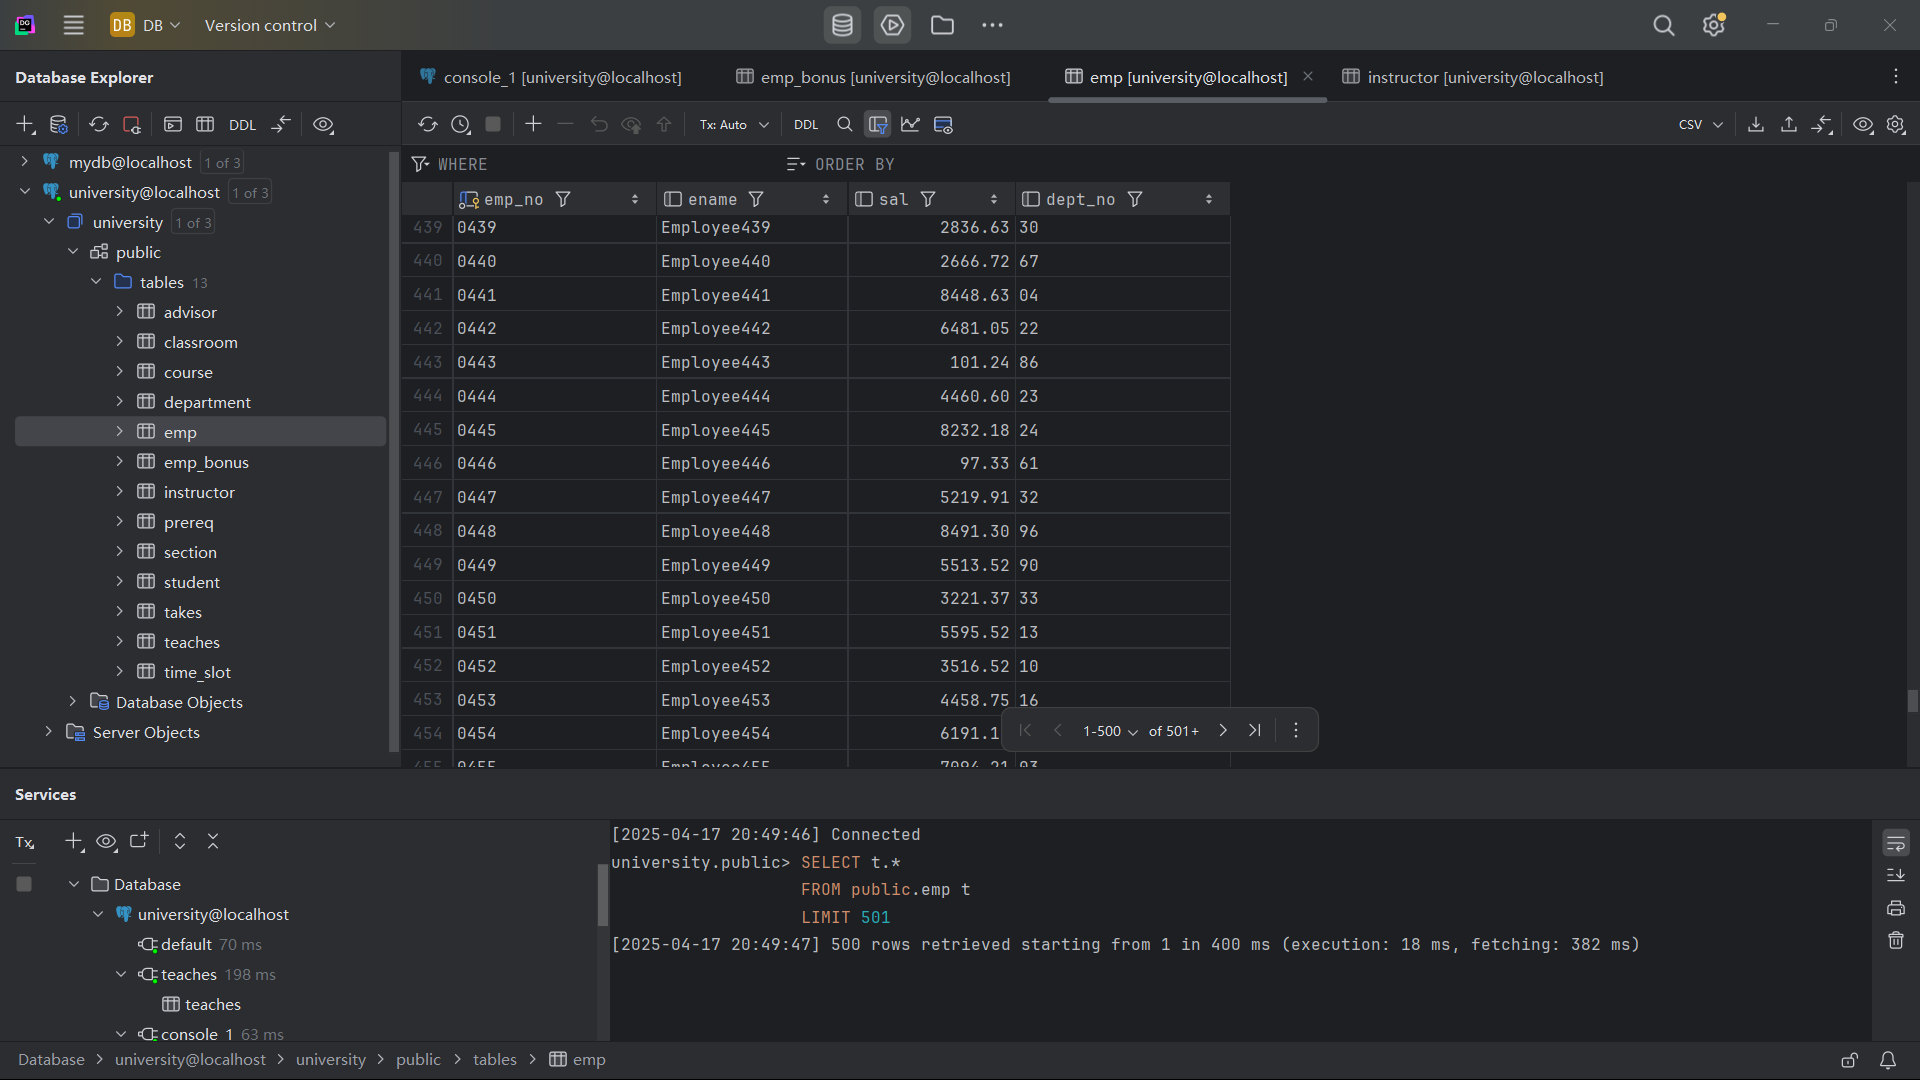 DB DB Version control
Database Explorer
console_1 [university@localhost] emp_bonus [university@localhost] emp [university@localhost] instructor [university@localhost]
DDL Tx: Auto DDL CSV
WHERE ORDER BY
mydb@localhost 1 of 3
university@localhost 1 of 3
university 1 of 3
public
tables 13
advisor
classroom
course
department
emp
emp_bonus
instructor
prereq
section
student
takes
teaches
time_slot
Database Objects
Server Objects
emp_no ename sal dept_no
439 0439 Employee439 2836.63 30
440 0440 Employee440 2666.72 67
441 0441 Employee441 8448.63 04
442 0442 Employee442 6481.05 22
443 0443 Employee443 101.24 86
444 0444 Employee444 4460.60 23
445 0445 Employee445 8232.18 24
446 0446 Employee446 97.33 61
447 0447 Employee447 5219.91 32
448 0448 Employee448 8491.30 96
449 0449 Employee449 5513.52 90
450 0450 Employee450 3221.37 33
451 0451 Employee451 5595.52 13
452 0452 Employee452 3516.52 10
453 0453 Employee453 4458.75 16
454 0454 Employee454 6191.1
455 0455 Employee455 7094.21 03
1-500 of 501+
Services
Tx
Database
university@localhost
default 70 ms
teaches 198 ms
teaches
console_1 63 ms
[2025-04-17 20:49:46] Connected
university.public> SELECT t.*
FROM public.emp t
LIMIT 501
[2025-04-17 20:49:47] 500 rows retrieved starting from 1 in 400 ms (execution: 18 ms, fetching: 382 ms)
Database > university@localhost > university > public > tables > emp